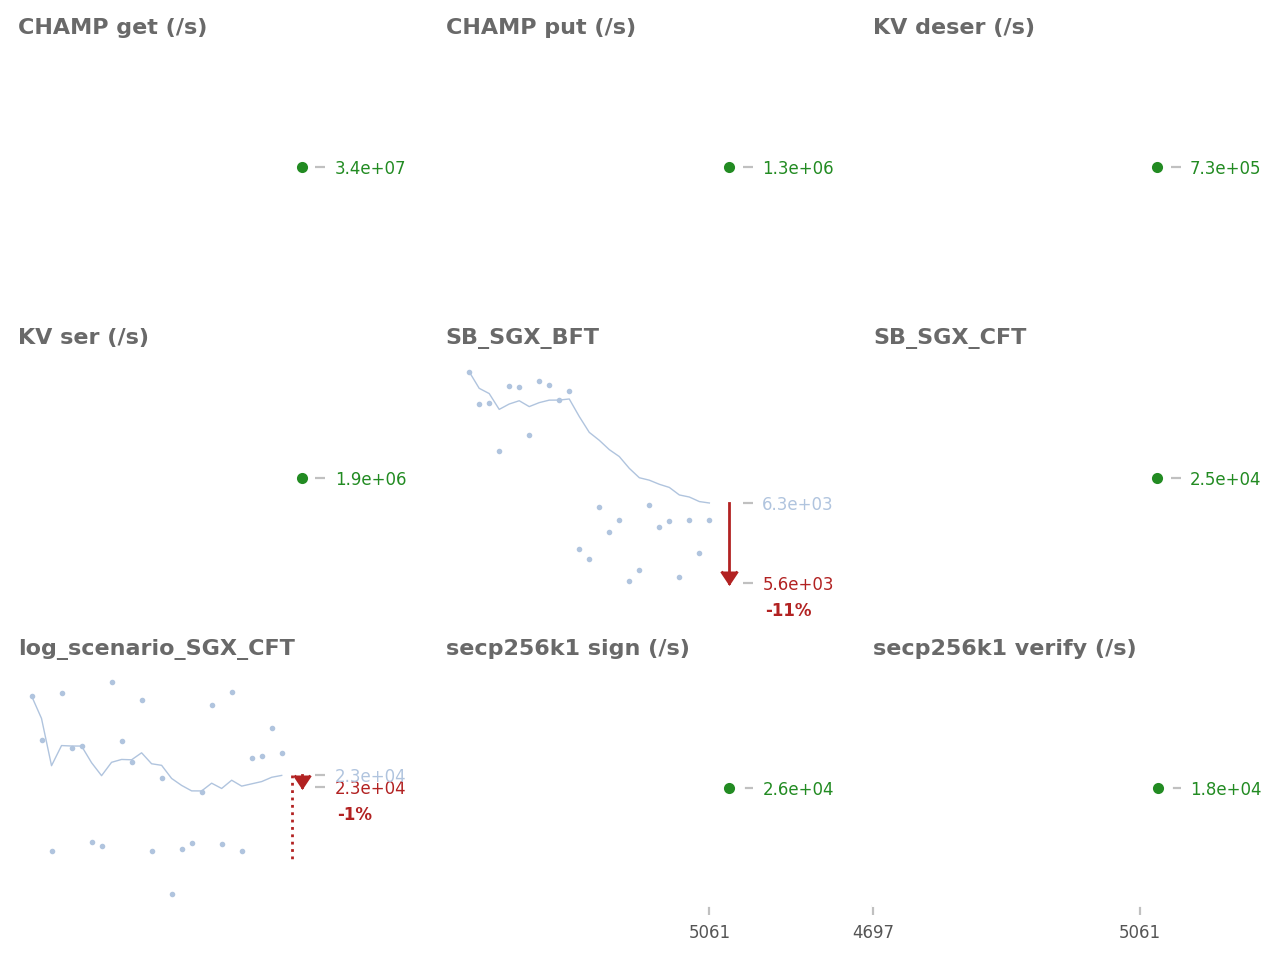 CHAMP get (/s)
CHAMP put (/s)
KV deser (/s)
3.4e+07
1.3e+06
7.3e+05
KV ser (/s)
SB_SGX_BFT
SB_SGX_CFT
1.9e+06
6.3e+03
5.6e+03
-11%
2.5e+04
log_scenario_SGX_CFT
secp256k1 sign (/s)
secp256k1 verify (/s)
2.3e+04
2.3e+04
-1%
2.6e+04
1.8e+04
5061
4697
5061